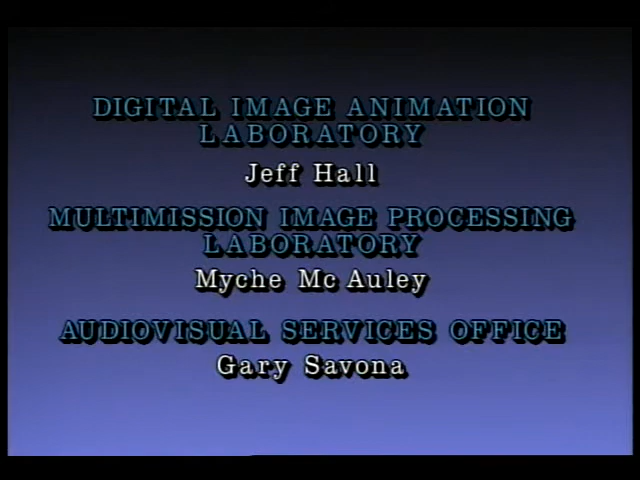 DIGITAL IMAGE ANIMATION
LABORATORY
Jeff Hall
MULTIMISSION IMAGE PROCESSING
LABORATORY
Myche Mc Auley
AUDIOVISUAL SERVICES OFFICE
Gary Savona